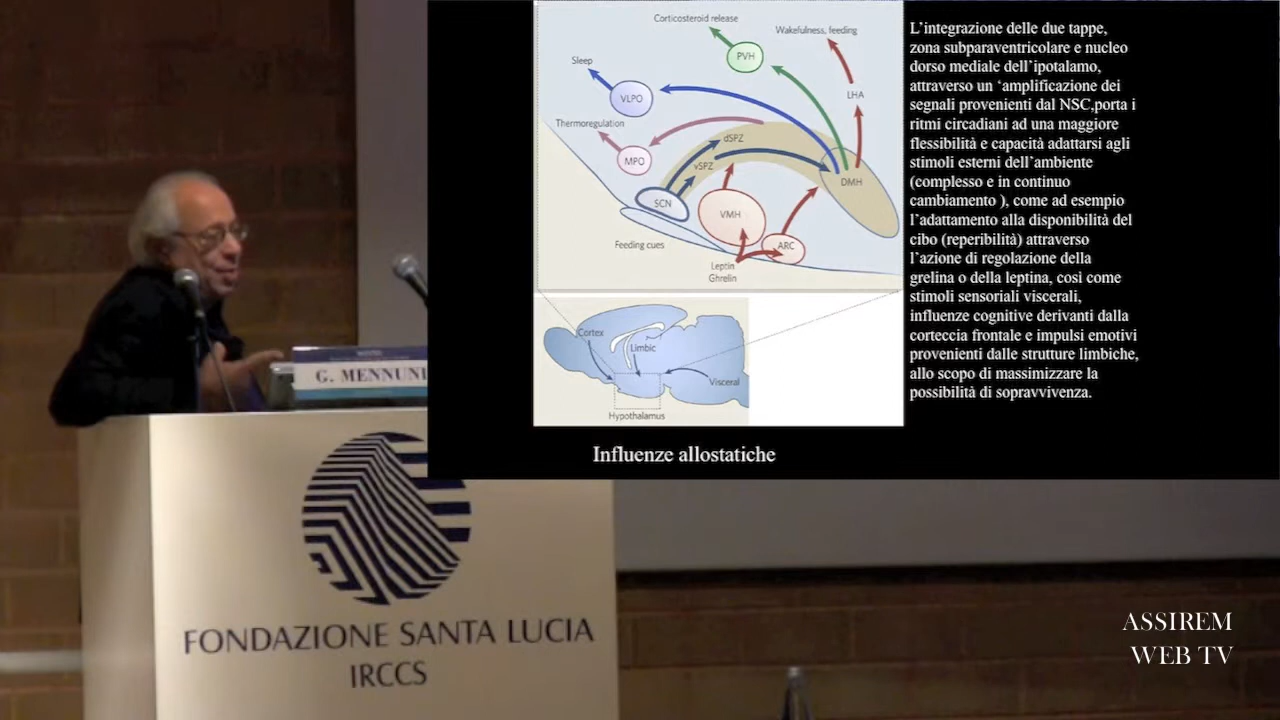 Corticosteroid release
Wakefulness, feeding
PVH
Sleep
LHA
VLPO
Thermoregulation
dSPZ
MPO
vSPZ
DMH
SCN
VMH
Feeding cues
ARC
Leptin
Ghrelin
Cortex
Limbic
Visceral
Hypothalamus
Influenze allostatiche
L'integrazione delle due tappe,
zona subparaventricolare e nucleo
dorso mediale dell'ipotalamo,
attraverso un 'amplificazione dei
segnali provenienti dal NSC,porta i
ritmi circadiani ad una maggiore
flessibilità e capacità adattarsi agli
stimoli esterni dell'ambiente
(complesso e in continuo
cambiamento ), come ad esempio
l'adattamento alla disponibilità del
cibo (reperibilità) attraverso
l'azione di regolazione della
grelina o della leptina, così come
stimoli sensoriali viscerali,
influenze cognitive derivanti dalla
corteccia frontale e impulsi emotivi
provenienti dalle strutture limbiche,
allo scopo di massimizzare la
possibilità di sopravvivenza.
G. MENNUNI
FONDAZIONE SANTA LUCIA
IRCCS
ASSIREM
WEB TV